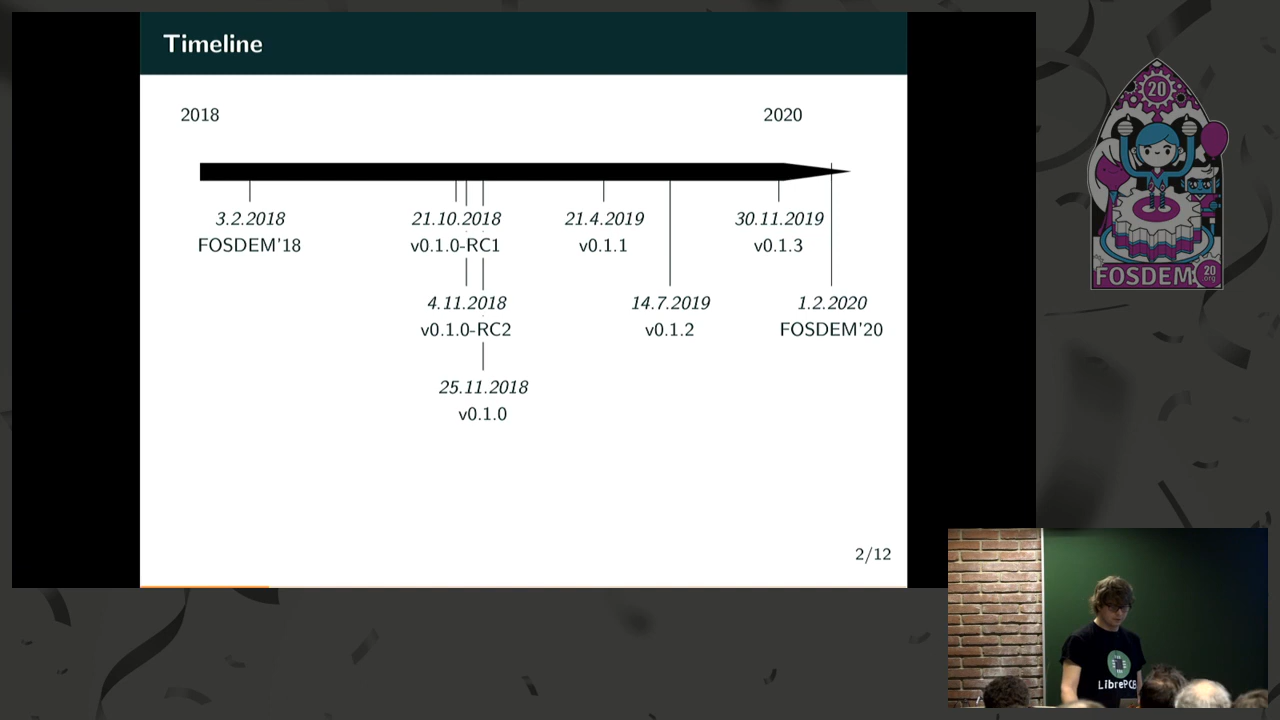 Timeline
2018
2020
3.2.2018
FOSDEM'18
21.10.2018
v0.1.0-RC1
4.11.2018
v0.1.0-RC2
25.11.2018
v0.1.0
21.4.2019
v0.1.1
14.7.2019
v0.1.2
30.11.2019
v0.1.3
1.2.2020
FOSDEM'20
2/12
20
FOSDEM
20
org
LibrePCB